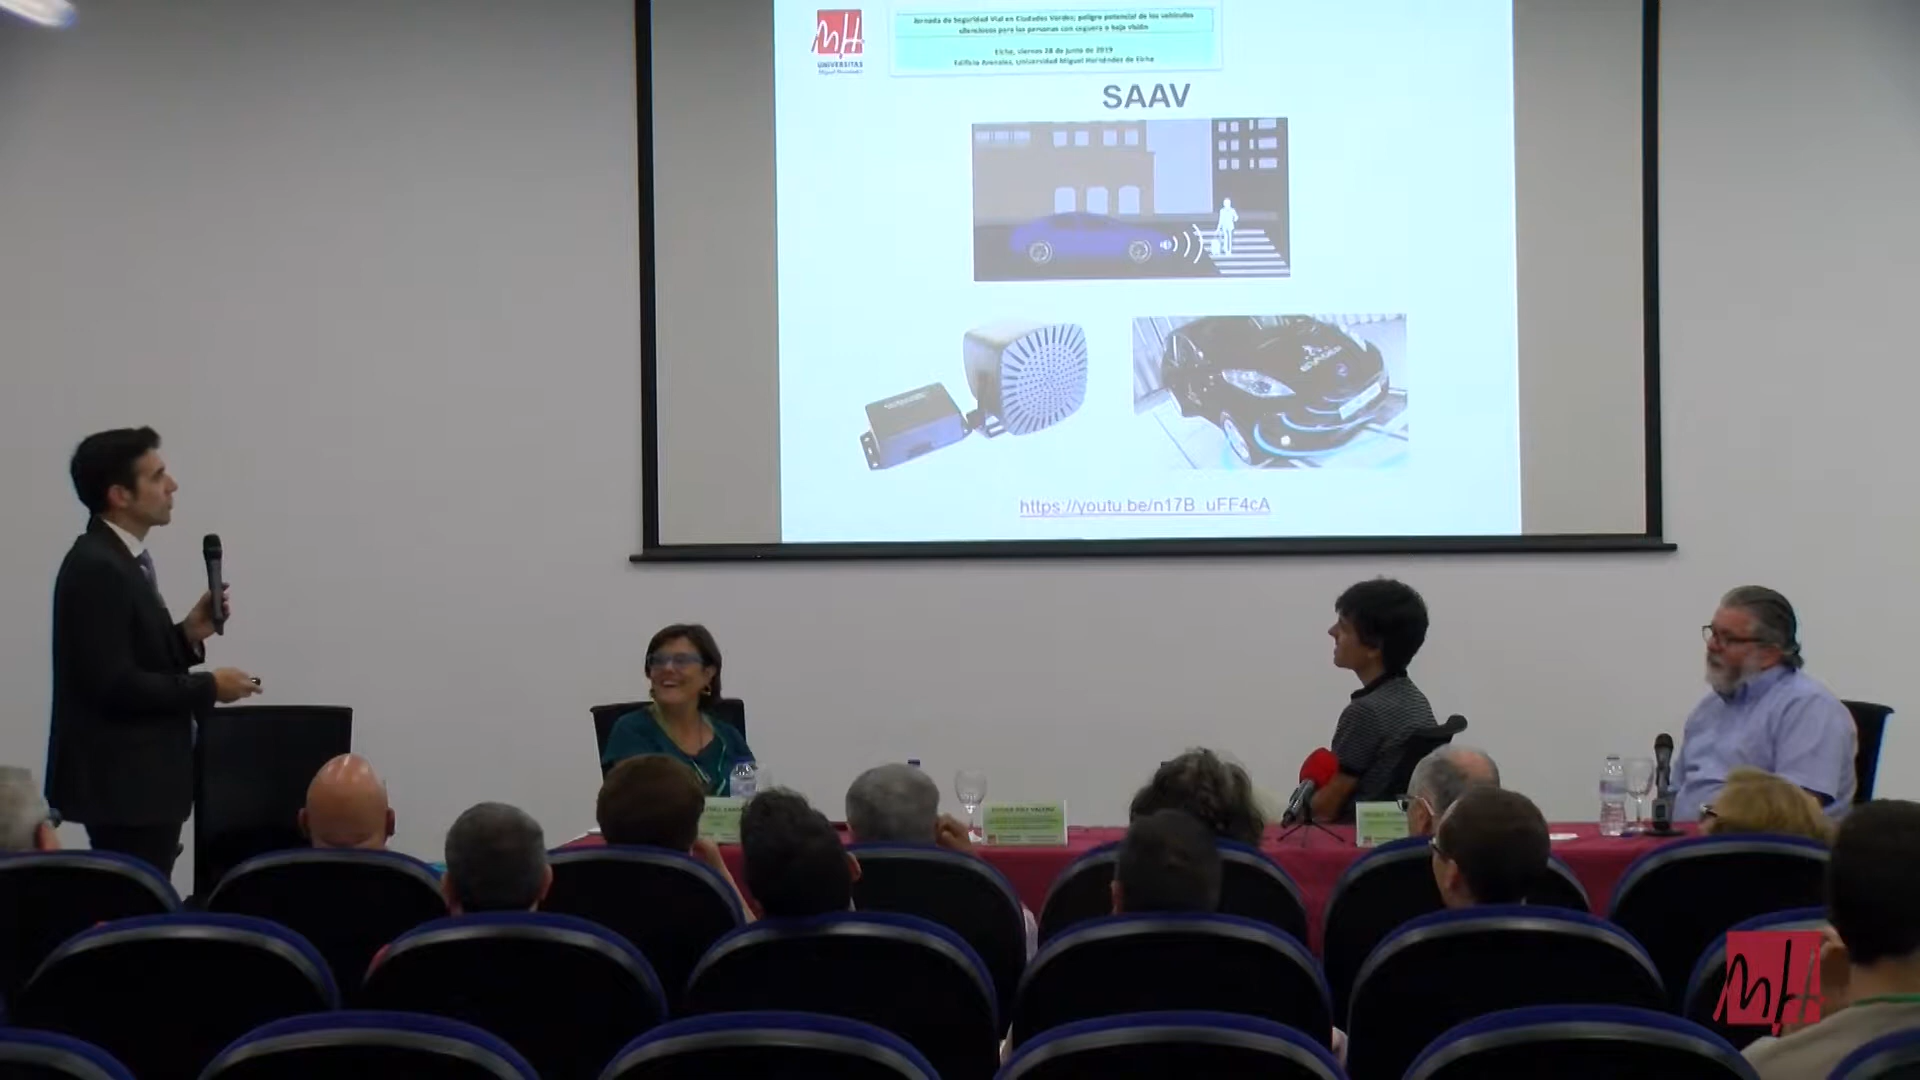 UNIVERSITAS
Miguel Hernández
Jornada de Seguridad Vial en Ciudades Verdes; peligro potencial de los vehículos
silenciosos para las personas con ceguera o baja visión
Elche, viernes 28 de junio de 2019
Edificio Arenales, Universidad Miguel Hernández de Elche
SAAV
https://youtu.be/n17B_uFF4cA